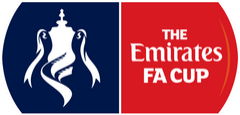 THE
Emirates
FA CUP